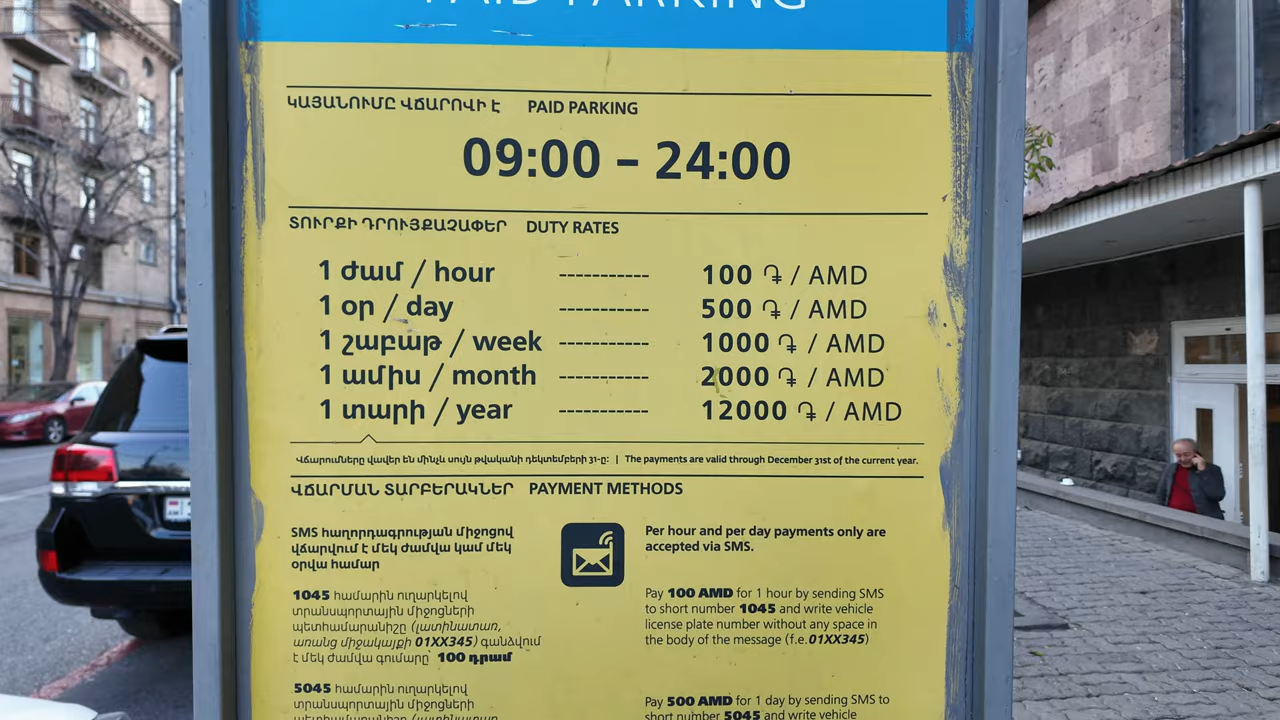 PAID PARKING
ԿԱՅԱՆՈՒՄԸ ՎՃԱՐՈՎԻ Է PAID PARKING
09:00 – 24:00
ՏՈՒՐՔԻ ԴՐՈՒՅՔԱՉԱՓԵՐ DUTY RATES
1 ժամ / hour ----------- 100 ֏ / AMD
1 օր / day ----------- 500 ֏ / AMD
1 շաբաթ / week ----------- 1000 ֏ / AMD
1 ամիս / month ----------- 2000 ֏ / AMD
1 տարի / year ----------- 12000 ֏ / AMD
Վճարումները վավեր են մինչև սույն թվականի դեկտեմբերի 31-ը: | The payments are valid through December 31st of the current year.
ՎՃԱՐՄԱՆ ՏԱՐԲԵՐԱԿՆԵՐ PAYMENT METHODS
SMS հաղորդագրության միջոցով
վճարվում է մեկ ժամվա կամ մեկ
օրվա համար
1045 համարին ուղարկելով
տրանսպորտային միջոցների
պետհամարանիշը (լատինատառ,
առանց միջակայքի 01XX345) գանձվում
է մեկ ժամվա գումարը՝ 100 դրամ
5045 համարին ուղարկելով
տրանսպորտային միջոցների
պետհամարանիշը (լատինատառ,
Per hour and per day payments only are
accepted via SMS.
Pay 100 AMD for 1 hour by sending SMS
to short number 1045 and write vehicle
license plate number without any space in
the body of the message (f.e.01XX345)
Pay 500 AMD for 1 day by sending SMS to
short number 5045 and write vehicle